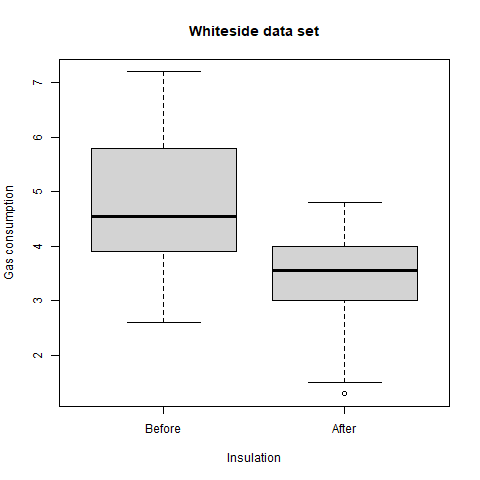 Whiteside data set
Gas consumption
7
6
5
4
3
2
Before After
Insulation